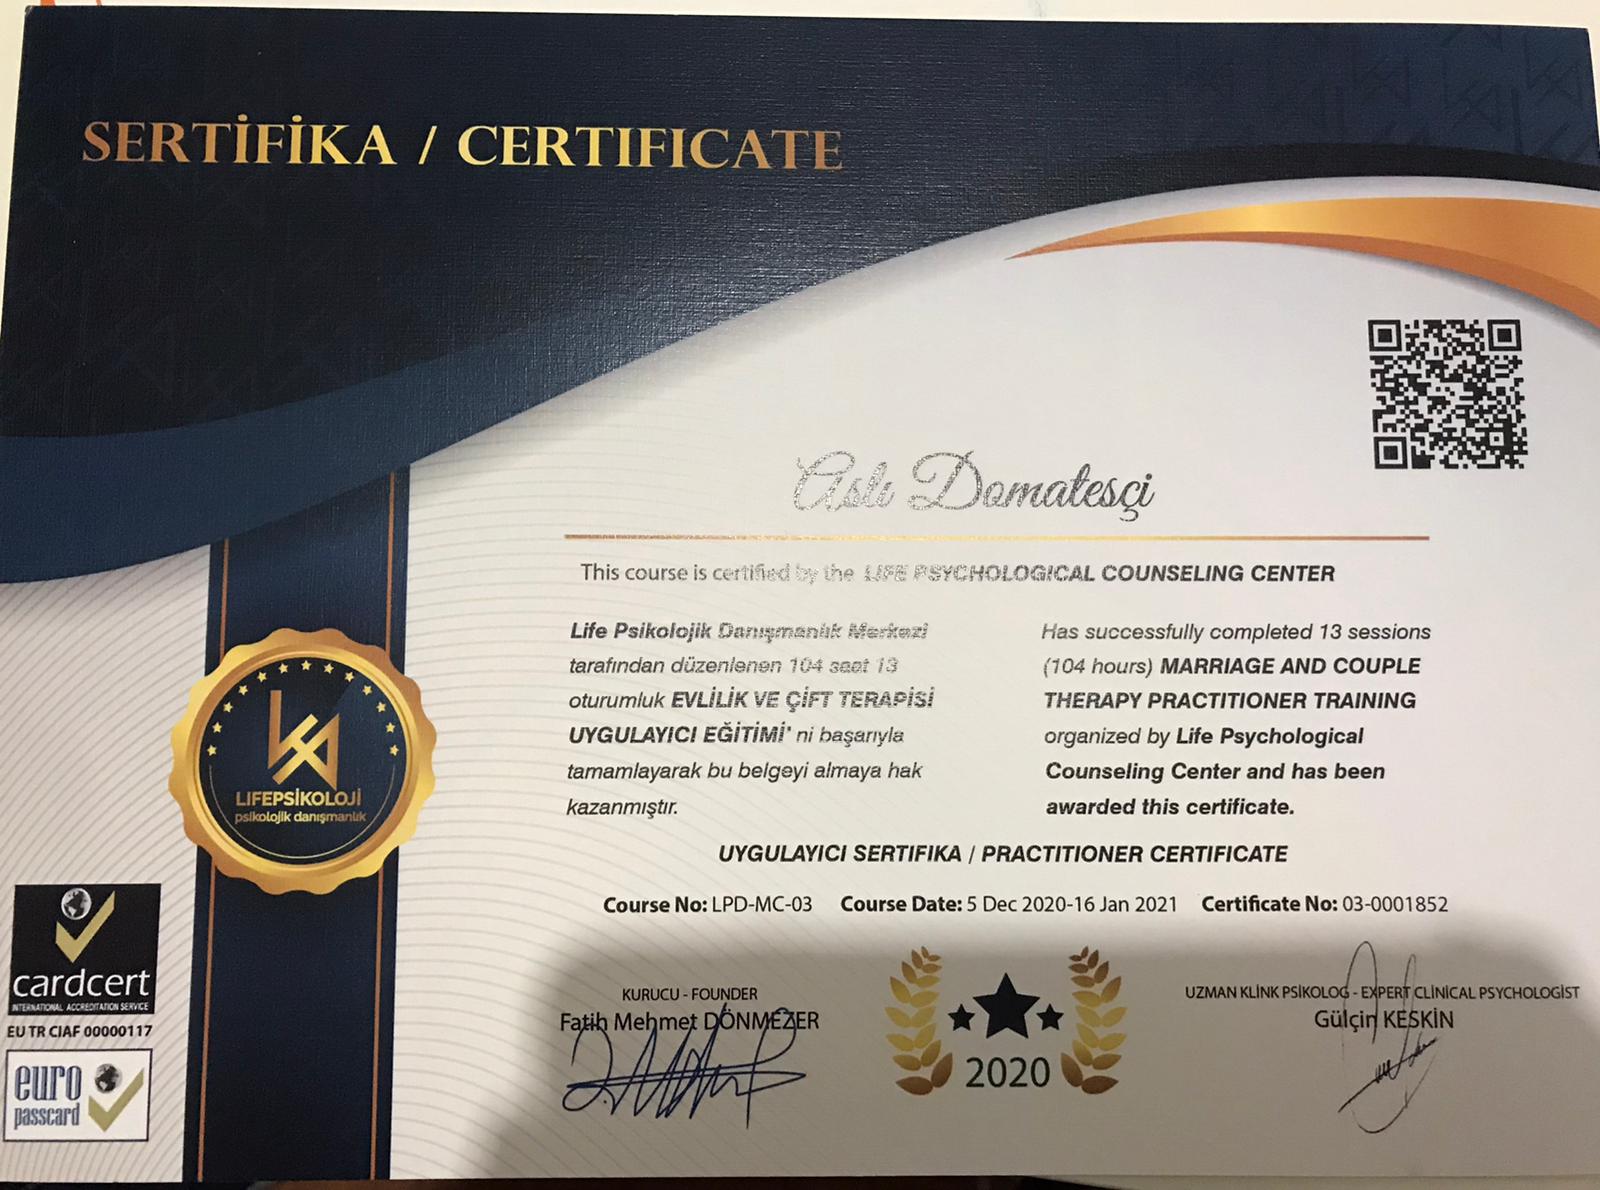 SERTİFİKA / CERTIFICATE
Aslı Domatesçi
This course is certified by the LIFE PSYCHOLOGICAL COUNSELING CENTER
Life Psikolojik Danışmanlık Merkezi
tarafından düzenlenen 104 saat 13
oturumluk EVLİLİK VE ÇİFT TERAPİSİ
UYGULAYICI EĞİTİMİ' ni başarıyla
tamamlayarak bu belgeyi almaya hak
kazanmıştır.
Has successfully completed 13 sessions
(104 hours) MARRIAGE AND COUPLE
THERAPY PRACTITIONER TRAINING
organized by Life Psychological
Counseling Center and has been
awarded this certificate.
UYGULAYICI SERTIFIKA / PRACTITIONER CERTIFICATE
Course No: LPD-MC-03 Course Date: 5 Dec 2020-16 Jan 2021 Certificate No: 03-0001852
LIFEPSİKOLOJİ
psikolojik danışmanlık
cardcert
INTERNATIONAL ACCREDITATION SERVICE
EU TR CIAF 00000117
euro
passcard
KURUCU - FOUNDER
Fatih Mehmet DÖNMEZER
2020
UZMAN KLINK PSİKOLOG - EXPERT CLINICAL PSYCHOLOGIST
Gülçin KESKİN